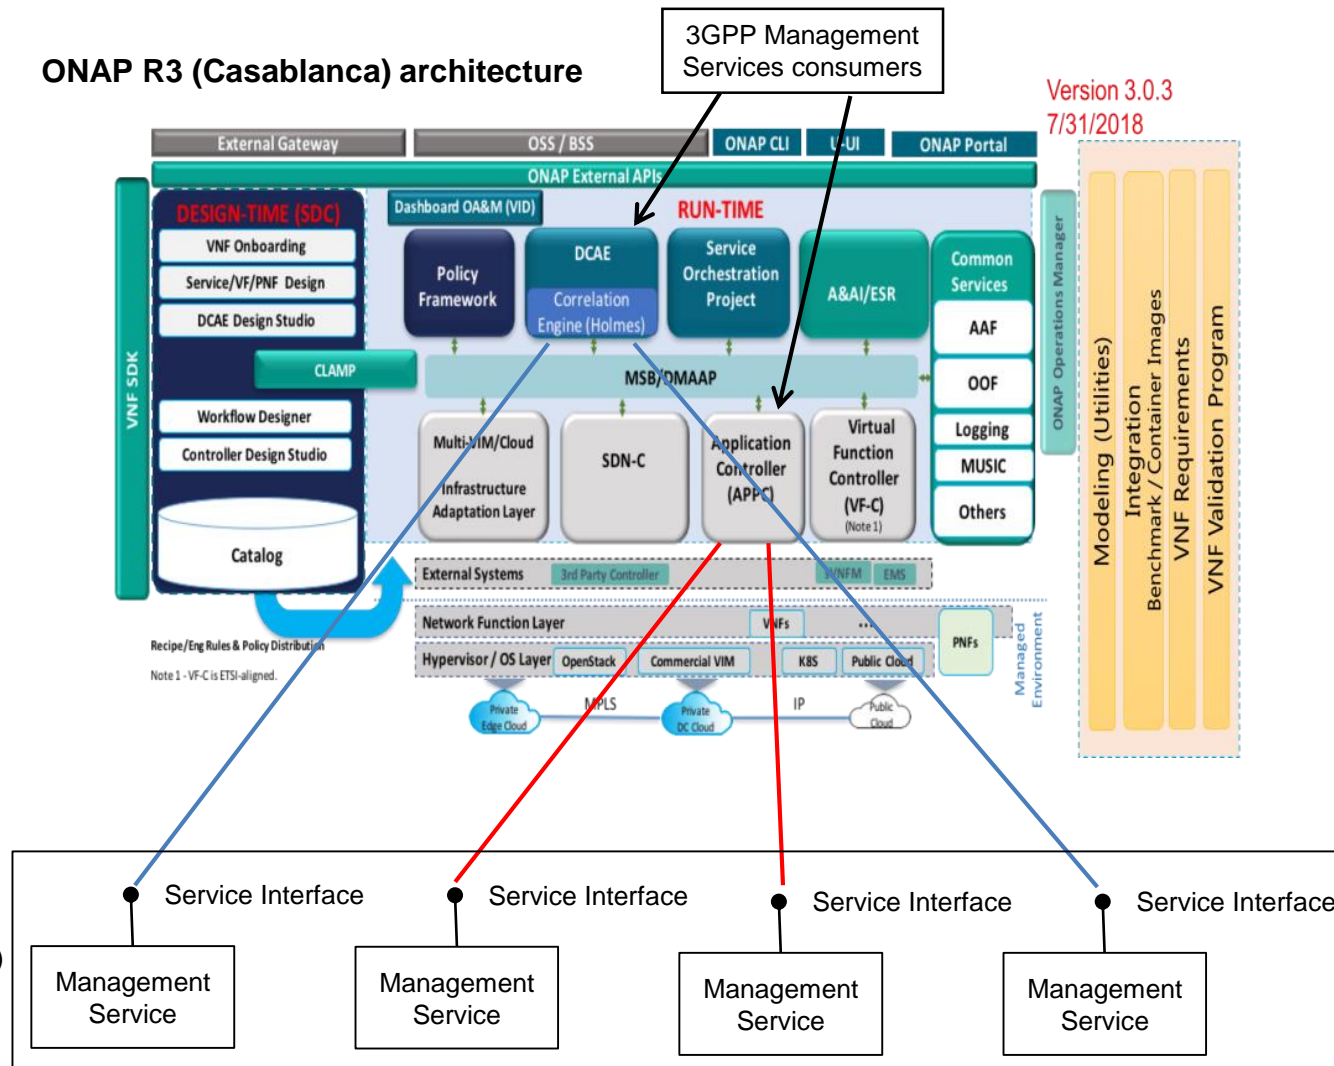 3GPP Management
Services consumers
ONAP R3 (Casablanca) architecture
Version 3.0.3
7/31/2018
External Gateway
OSS / BSS
ONAP CLI
ONAP Portal
ONAP External APIs
VNF SDK
DESIGN-TIME (SDC)
VNF Onboarding
Service/VF/PNF Design
DCAE Design Studio
CLAMP
Workflow Designer
Controller Design Studio
Catalog
Recipe/Eng Rules & Policy Distribution
Note 1 - VF-C is ETSI-aligned.
Dashboard OA&M (VID)
RUN-TIME
Policy
Framework
DCAE
Correlation
Engine (Holmes)
Service
Orchestration
Project
A&AI/ESR
Common
Services
AAF
OOF
Logging
MUSIC
Others
MSB/DMAAP
Multi-VIM/Cloud
Infrastructure
Adaptation Layer
SDN-C
Application
Controller
(APPC)
Virtual
Function
Controller
(VF-C)
(Note 1)
ONAP Operations Manager
Modeling (Utilities)
Integration
Benchmark / Container Images
VNF Requirements
VNF Validation Program
External Systems
3rd Party Controller
EMS
Network Function Layer
VNFs
...
PNFs
Managed
Environment
Hypervisor / OS Layer
OpenStack
Commercial VIM
K8S
Public Cloud
Private
Edge Cloud
MPLS
Private
DC Cloud
IP
Public
Cloud
Service Interface
Service Interface
Service Interface
Service Interface
)
Management
Service
Management
Service
Management
Service
Management
Service